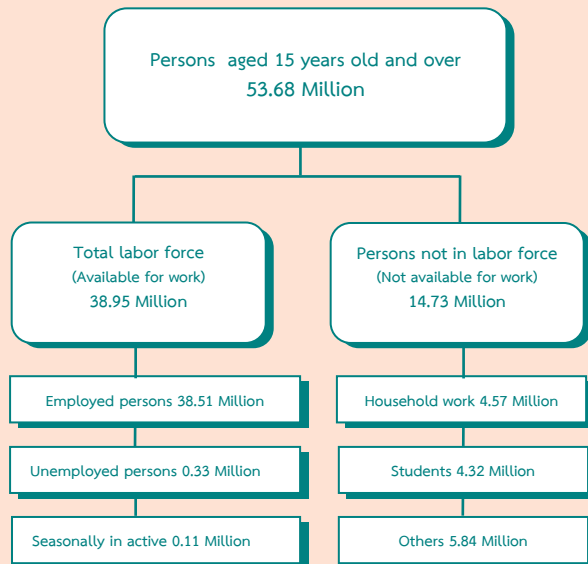 Persons aged 15 years old and over
53.68 Million
Total labor force
(Available for work)
38.95 Million
Persons not in labor force
(Not available for work)
14.73 Million
Employed persons 38.51 Million
Household work 4.57 Million
Unemployed persons 0.33 Million
Students 4.32 Million
Seasonally in active 0.11 Million
Others 5.84 Million